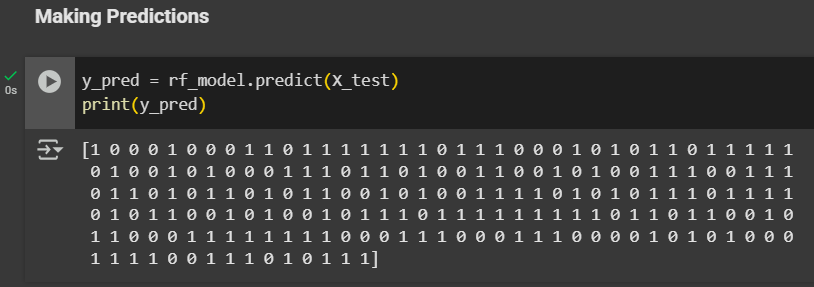 Making Predictions
0s
y_pred = rf_model.predict(X_test)
print(y_pred)
[1 0 0 0 1 0 0 0 1 1 0 1 1 1 1 1 1 1 0 1 1 1 0 0 0 1 0 1 0 1 1 0 1 1 1 1 1
0 1 0 0 1 0 1 0 0 0 1 1 1 0 1 1 0 1 0 0 1 1 0 0 1 0 1 0 0 1 1 1 0 0 1 1 1
0 1 1 0 1 0 1 1 0 1 0 1 1 0 0 1 0 1 0 0 1 1 1 1 0 1 0 1 0 1 1 1 0 1 1 1 1
0 1 0 1 1 0 0 1 0 1 0 0 1 0 1 1 1 0 1 1 1 1 1 1 1 1 1 0 1 1 0 1 1 0 0 1 0
1 1 0 0 0 1 1 1 1 1 1 1 1 0 0 0 1 1 1 0 0 0 1 1 1 0 0 0 0 1 0 1 0 1 0 0 0
1 1 1 1 0 0 1 1 1 0 1 0 1 1 1]